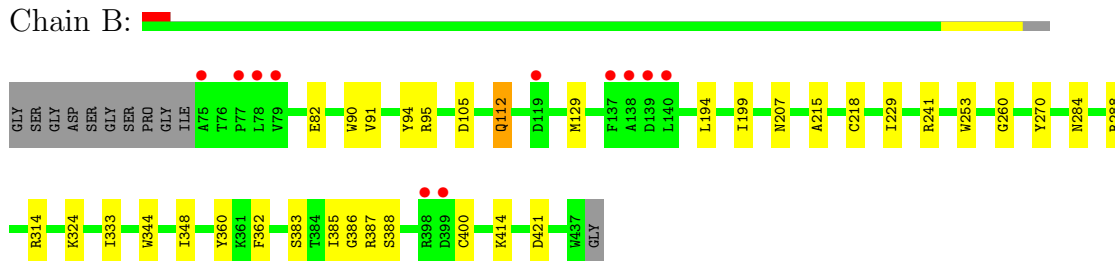 Chain B:
GLY SER GLY ASP SER GLY SER PRO GLY ILE A75 T76 P77 L78 V79 E82 W90 V91 Y94 R95 D105 Q112 D119 M129 F137 A138 D139 L140 L194 I199 N207 A215 C218 I229 R241 W253 G260 Y270 N284
R314 K324 I333 W344 I348 Y360 K361 F362 S383 T384 I385 G386 R387 S388 R398 D399 C400 K414 D421 W437 GLY